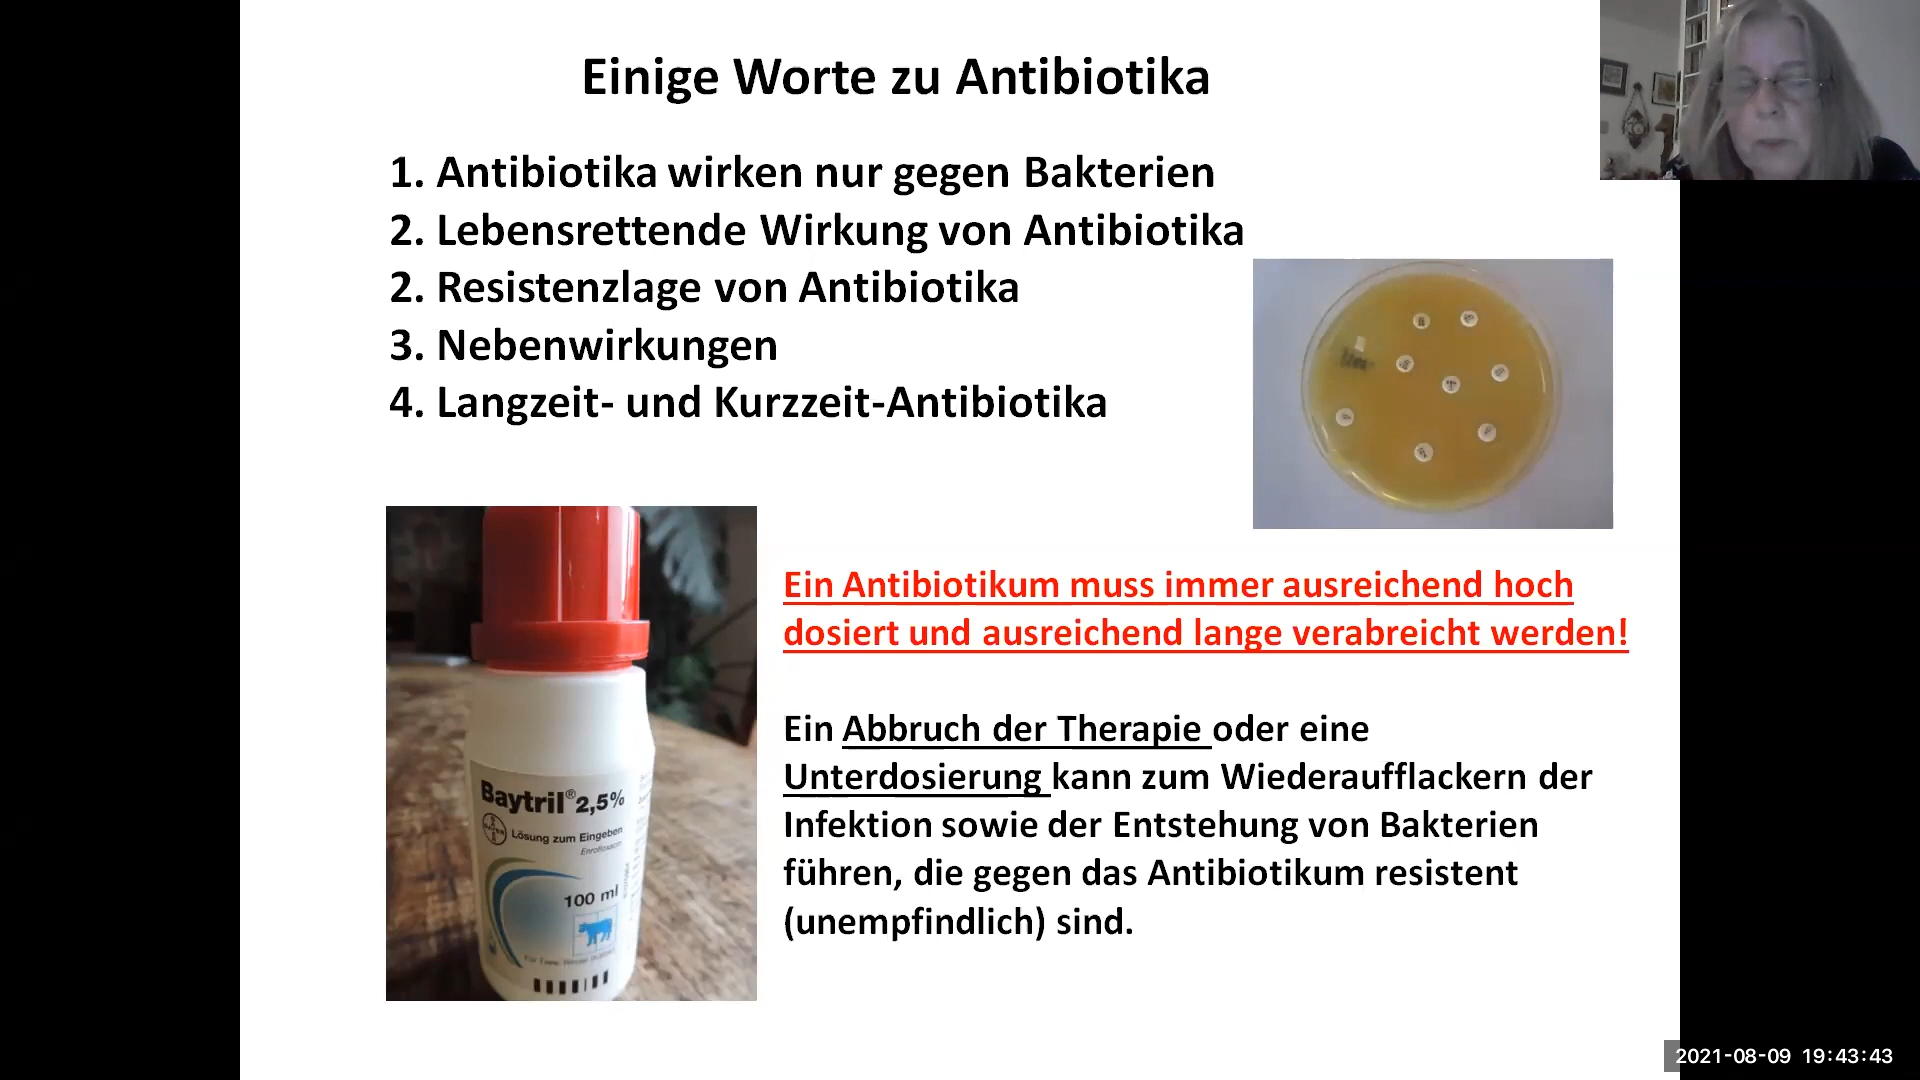 Einige Worte zu Antibiotika
1. Antibiotika wirken nur gegen Bakterien
2. Lebensrettende Wirkung von Antibiotika
2. Resistenzlage von Antibiotika
3. Nebenwirkungen
4. Langzeit- und Kurzzeit-Antibiotika
Ein Antibiotikum muss immer ausreichend hoch
dosiert und ausreichend lange verabreicht werden!
Ein Abbruch der Therapie oder eine
Unterdosierung kann zum Wiederaufflackern der
Infektion sowie der Entstehung von Bakterien
führen, die gegen das Antibiotikum resistent
(unempfindlich) sind.
Baytril® 2,5%
Lösung zum Eingeben
Enrofloxacin
100 ml
2021-08-09 19:43:43